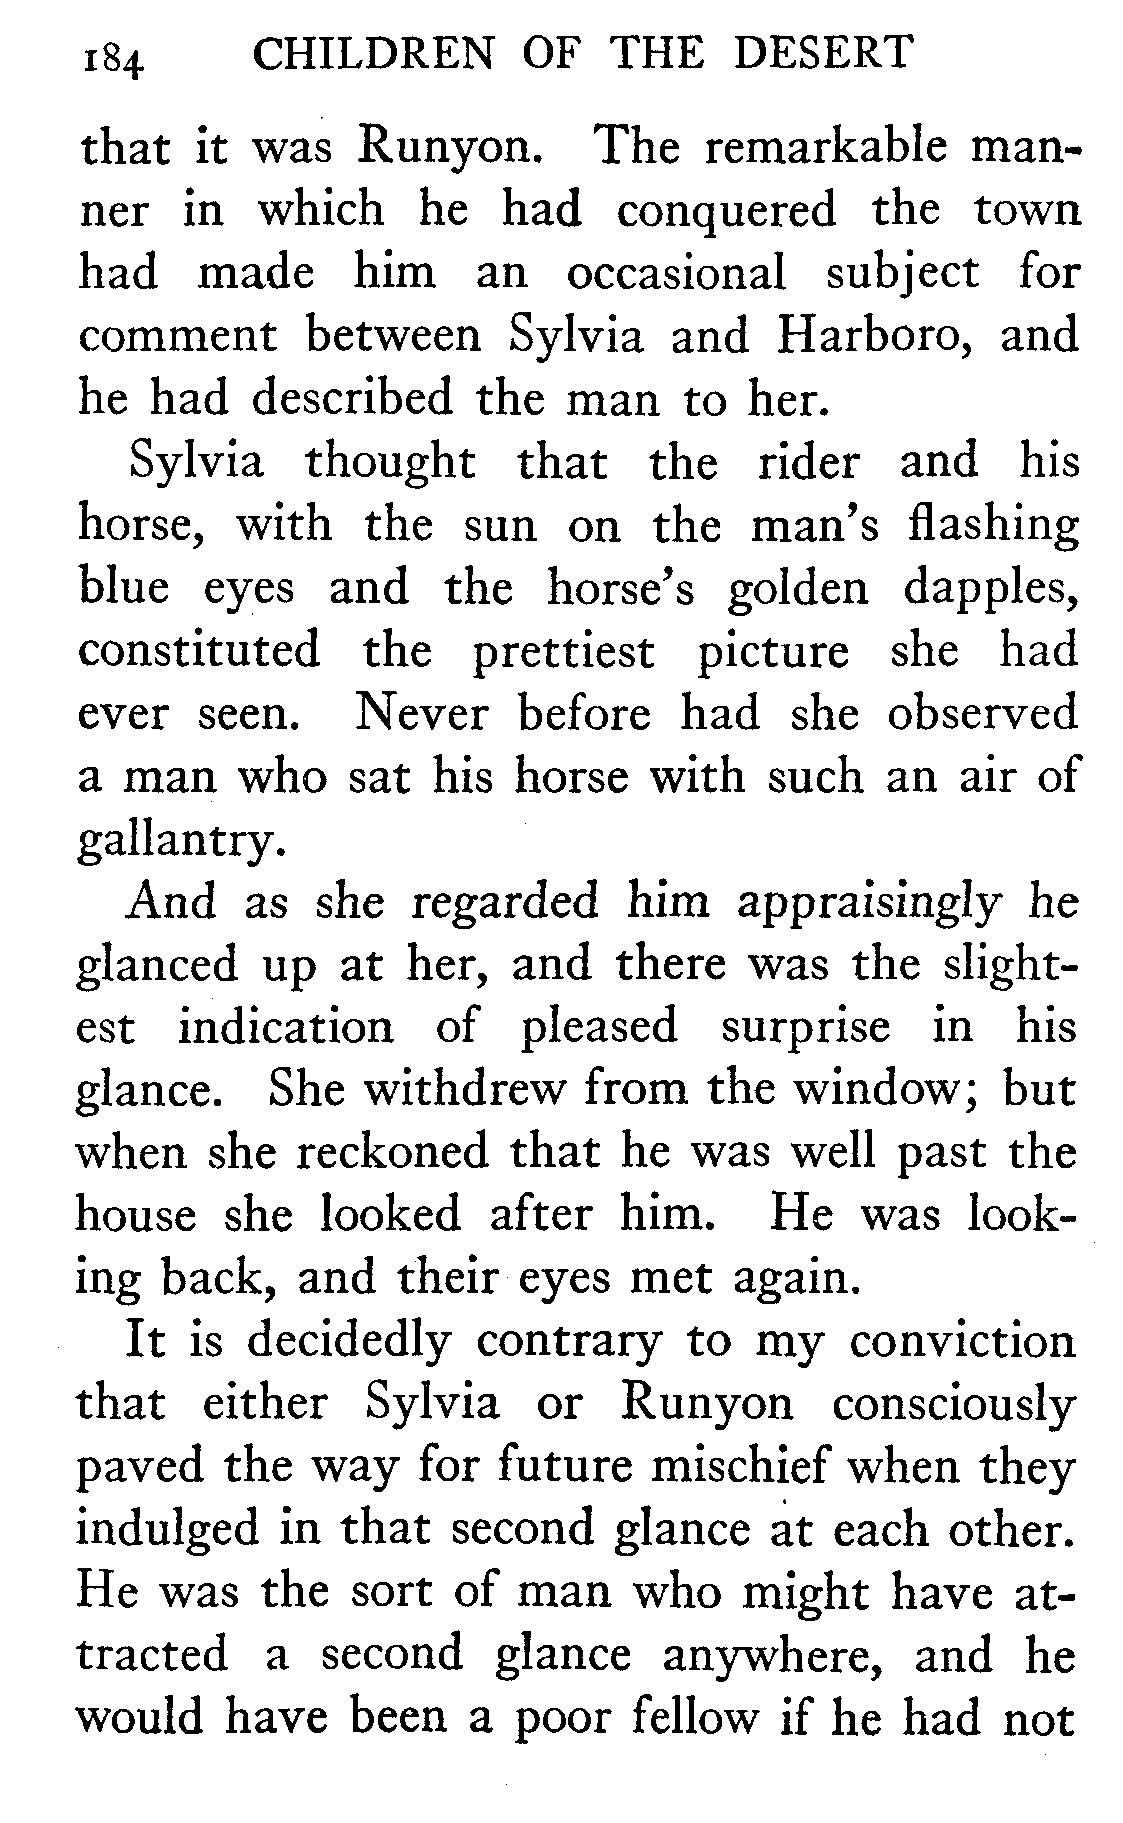 184 CHILDREN OF THE DESERT
that it was Runyon. The remarkable man-
ner in which he had conquered the town
had made him an occasional subject for
comment between Sylvia and Harboro, and
he had described the man to her.
Sylvia thought that the rider and his
horse, with the sun on the man's flashing
blue eyes and the horse's golden dapples,
constituted the prettiest picture she had
ever seen. Never before had she observed
a man who sat his horse with such an air of
gallantry.
And as she regarded him appraisingly he
glanced up at her, and there was the slight-
est indication of pleased surprise in his
glance. She withdrew from the window; but
when she reckoned that he was well past the
house she looked after him. He was look-
ing back, and their eyes met again.
It is decidedly contrary to my conviction
that either Sylvia or Runyon consciously
paved the way for future mischief when they
indulged in that second glance at each other.
He was the sort of man who might have at-
tracted a second glance anywhere, and he
would have been a poor fellow if he had not